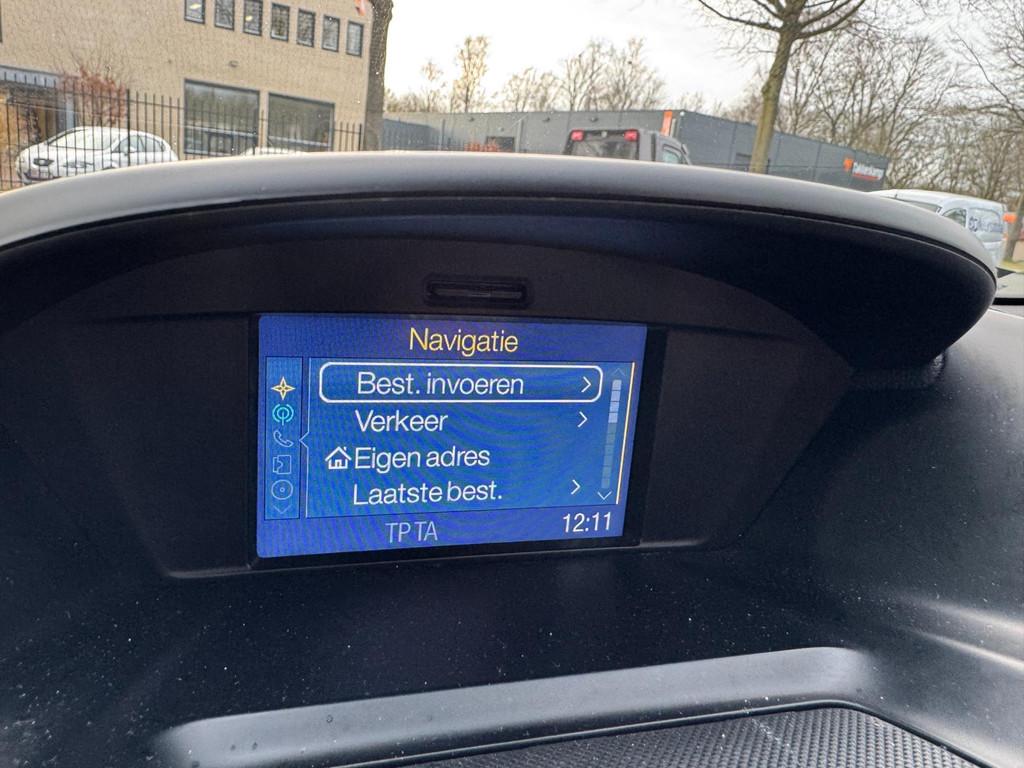 Navigatie
Best. invoeren
Verkeer
Eigen adres
Laatste best.
TP TA
12:11